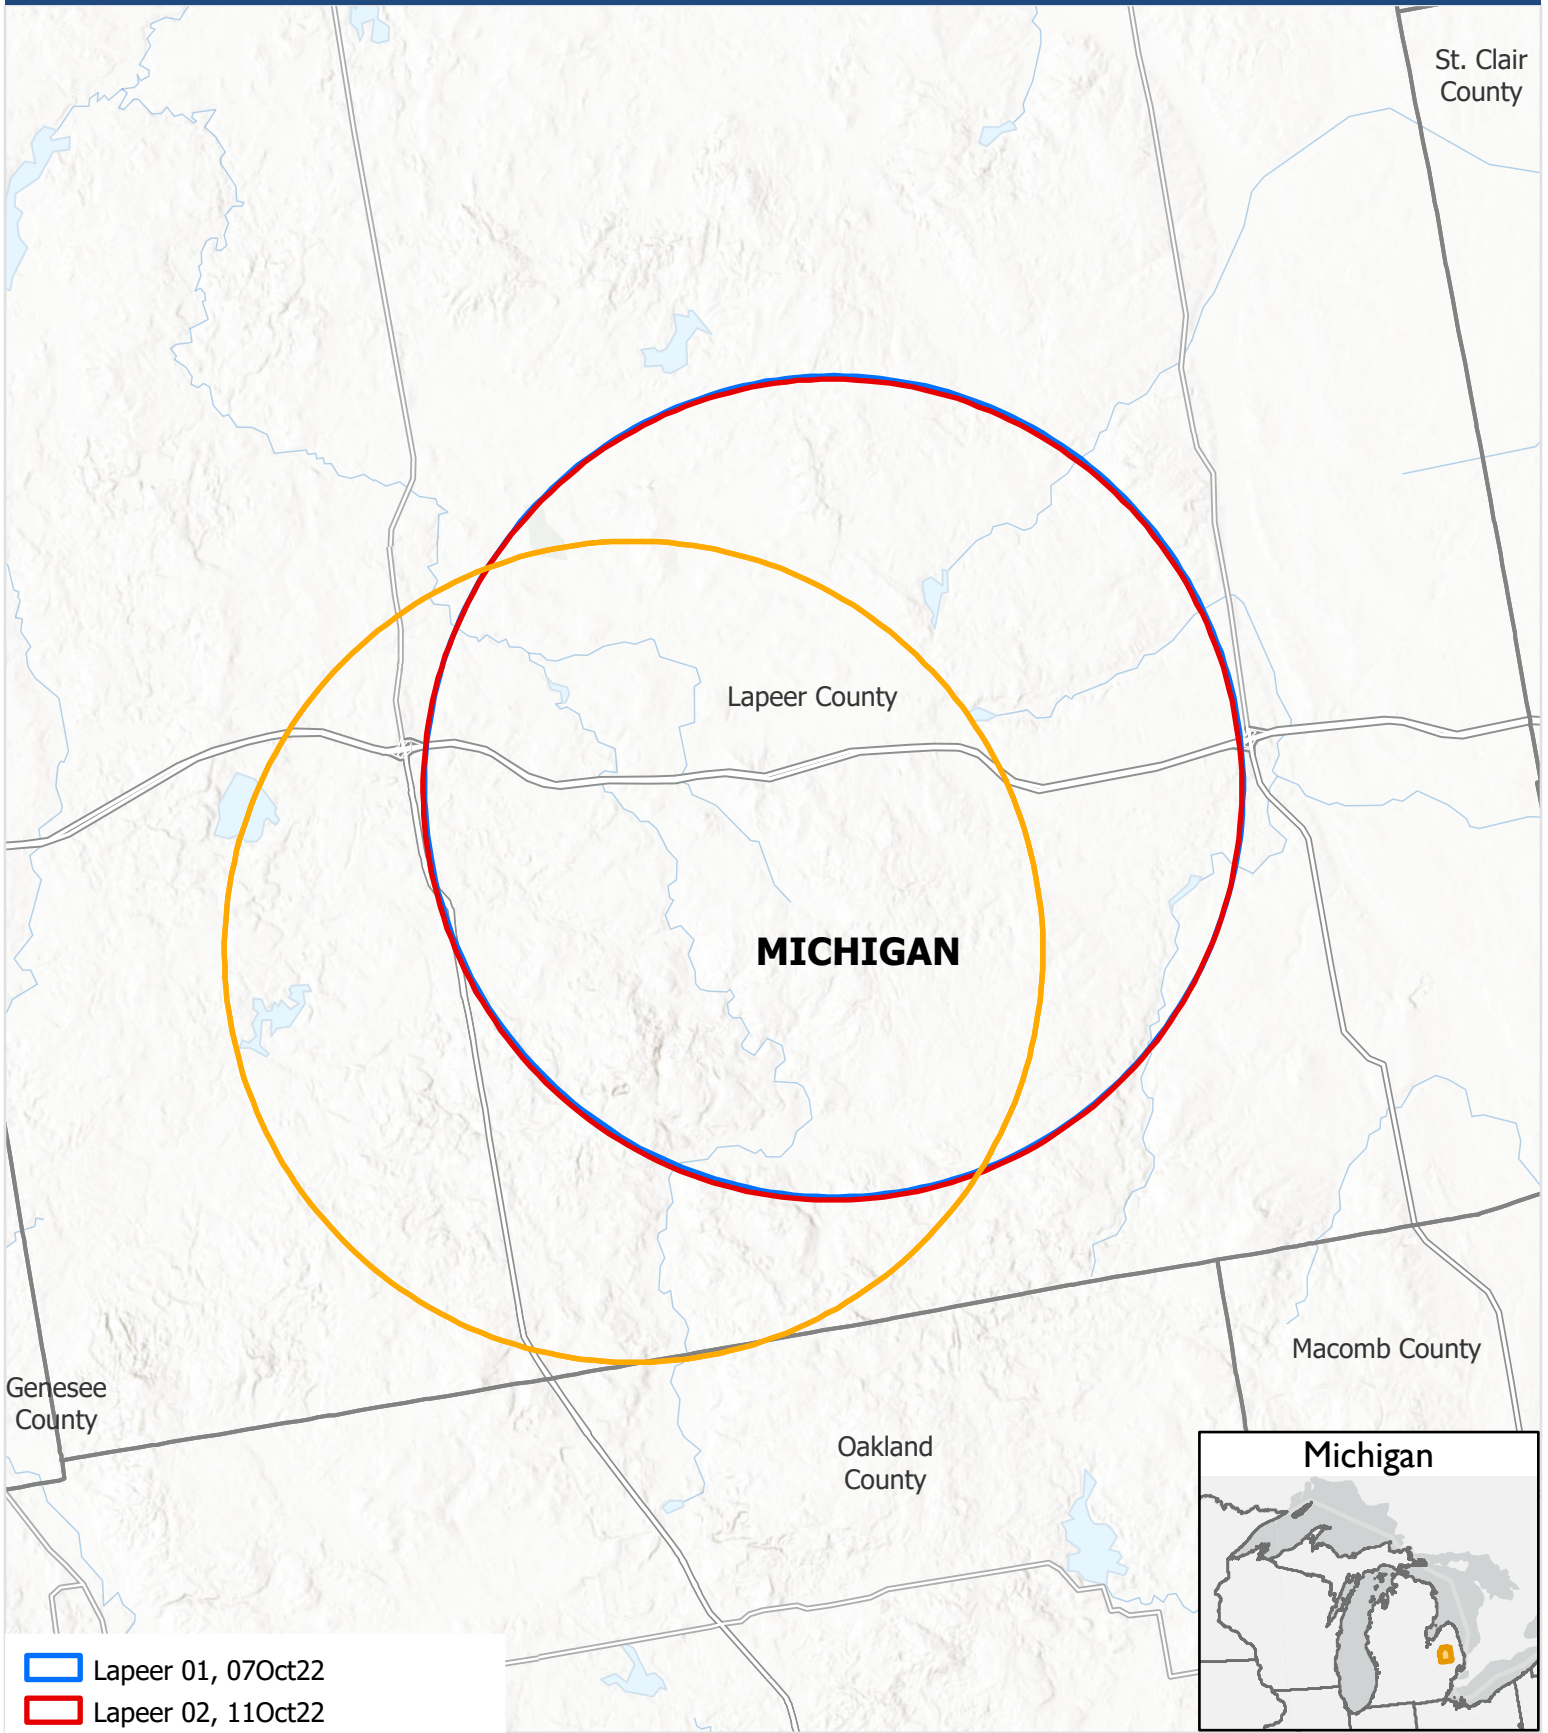 St. Clair
County
Lapeer County
MICHIGAN
Macomb County
Genesee
County
Oakland
County
Michigan
Lapeer 01, 07Oct22
Lapeer 02, 11Oct22